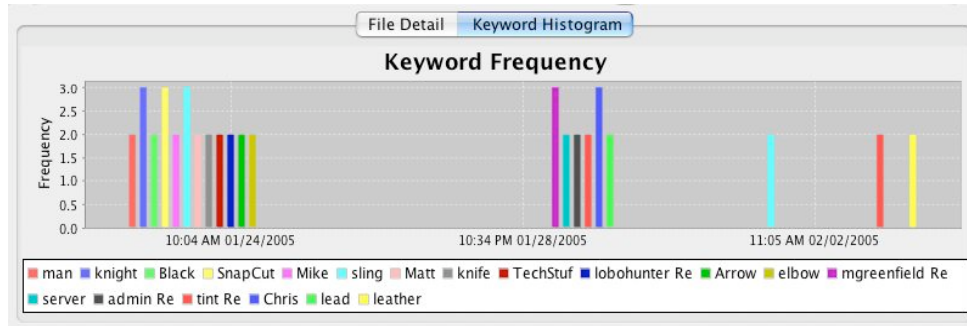 File Detail Keyword Histogram
Keyword Frequency
3.0
2.5
2.0
1.5
1.0
0.5
0.0
Frequency
10:04 AM 01/24/2005 10:34 PM 01/28/2005 11:05 AM 02/02/2005
man knight Black SnapCut Mike sling Matt knife TechStuf lobohunter Re Arrow elbow mgreenfield Re
server admin Re tint Re Chris lead leather